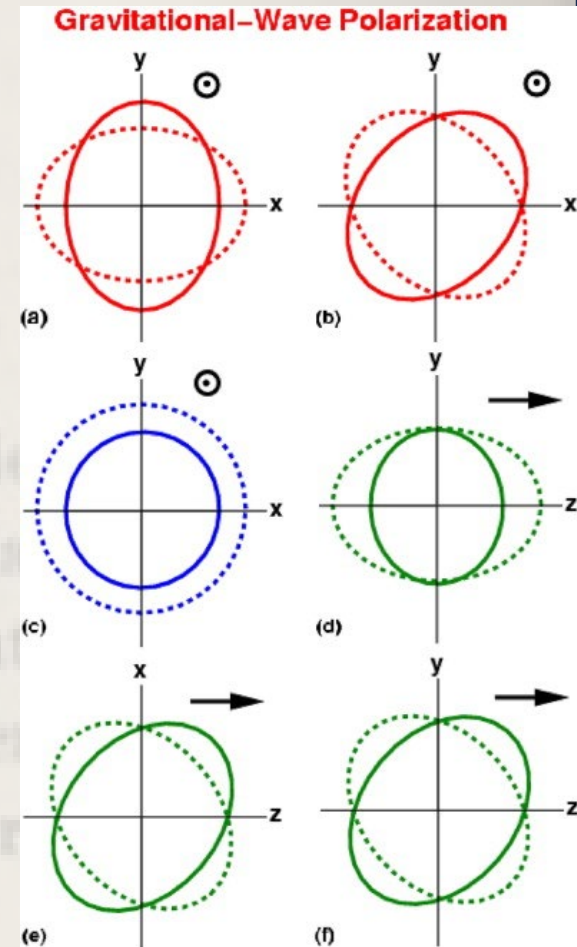 Gravitational–Wave Polarization
y y
x x
(a) (b)
y y
x z
(c) (d)
x y
z z
(e) (f)